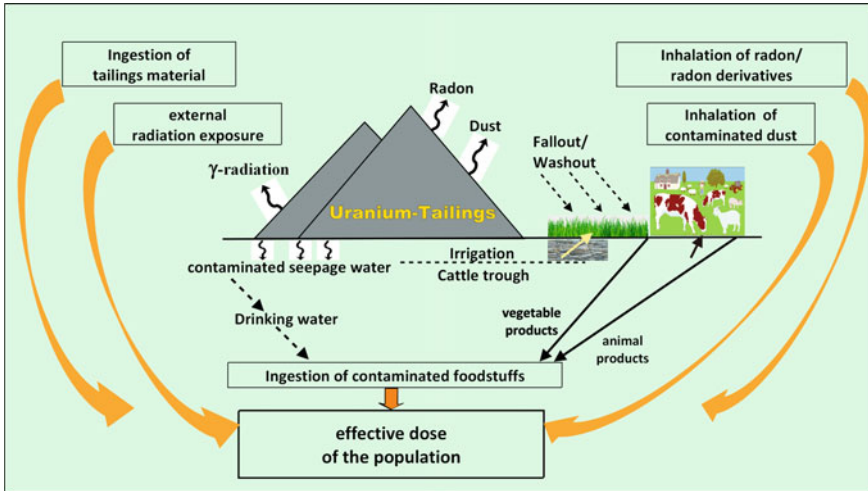 Ingestion of
tailings material
external
radiation exposure
Inhalation of radon/
radon derivatives
Inhalation of
contaminated dust
Radon
Dust
γ-radiation
Fallout/
Washout
Uranium-Tailings
contaminated seepage water
Irrigation
Cattle trough
Drinking water
vegetable
products
animal
products
Ingestion of contaminated foodstuffs
effective dose
of the population